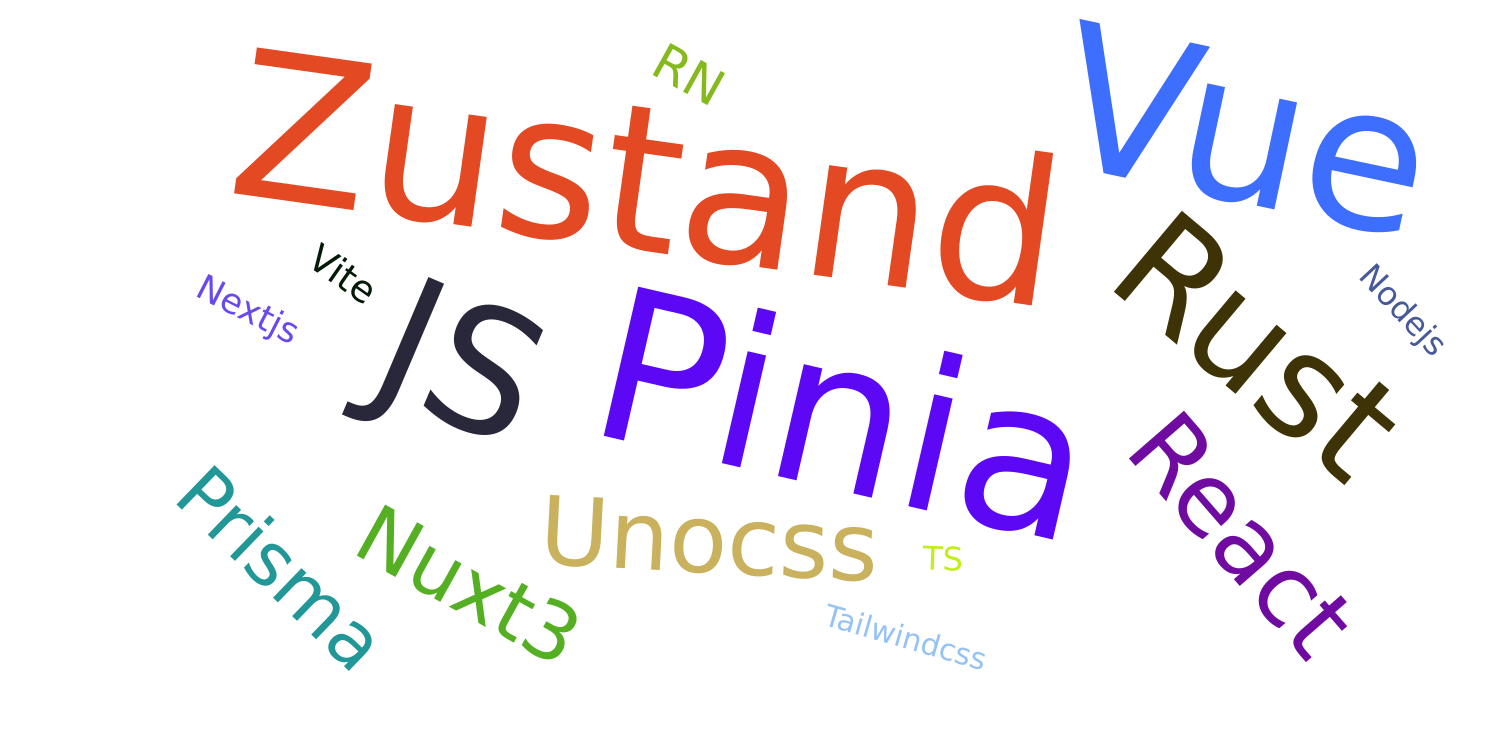 Zustand
RN
Vue
Vite
Nextjs
JS
Pinia
Rust
Nodejs
React
Prisma
Nuxt3
Unocss
TS
Tailwindcss